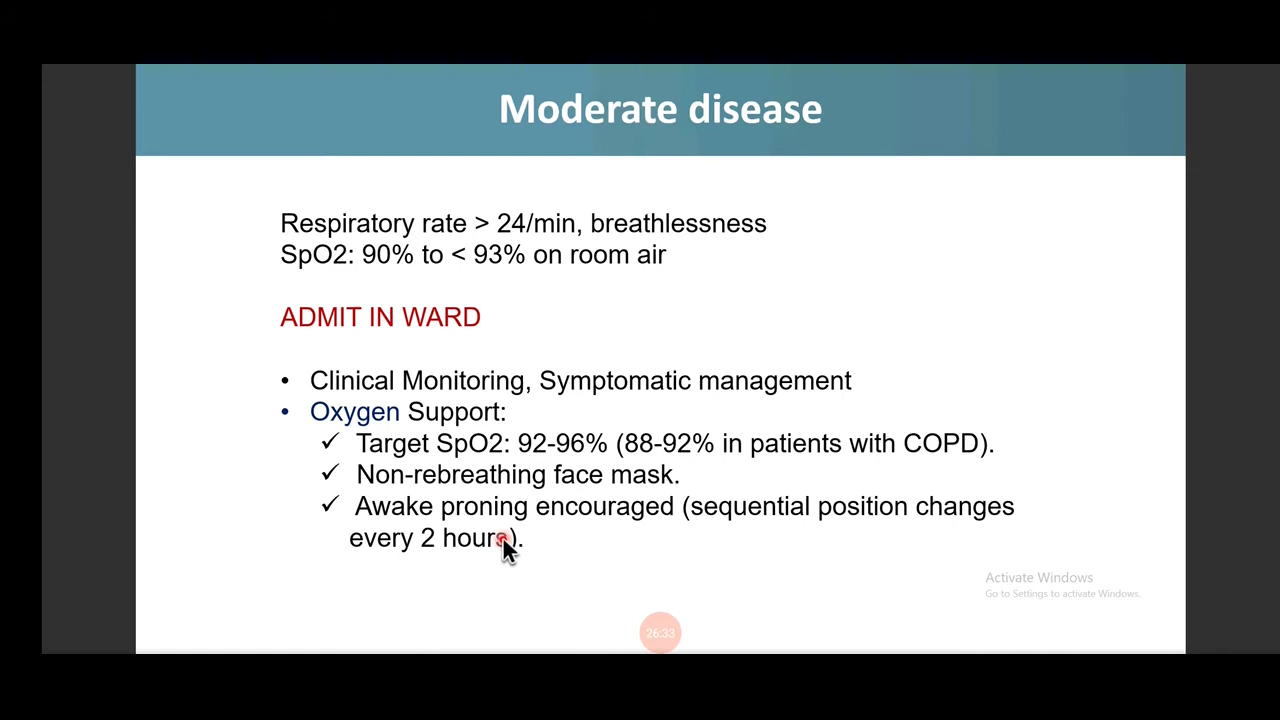 Moderate disease
Respiratory rate > 24/min, breathlessness
SpO2: 90% to < 93% on room air
ADMIT IN WARD
• Clinical Monitoring, Symptomatic management
• Oxygen Support:
✓ Target SpO2: 92-96% (88-92% in patients with COPD).
✓ Non-rebreathing face mask.
✓ Awake proning encouraged (sequential position changes
every 2 hours).
Activate Windows
Go to Settings to activate Windows.
26:33